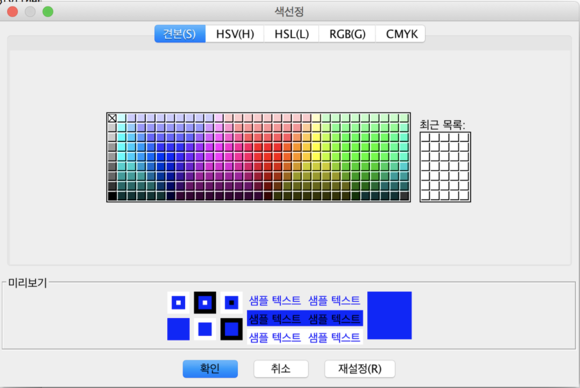 색선정
견본(S) HSV(H) HSL(L) RGB(G) CMYK
최근 목록:
미리보기
샘플 텍스트 샘플 텍스트
샘플 텍스트 샘플 텍스트
샘플 텍스트 샘플 텍스트
확인 취소 재설정(R)